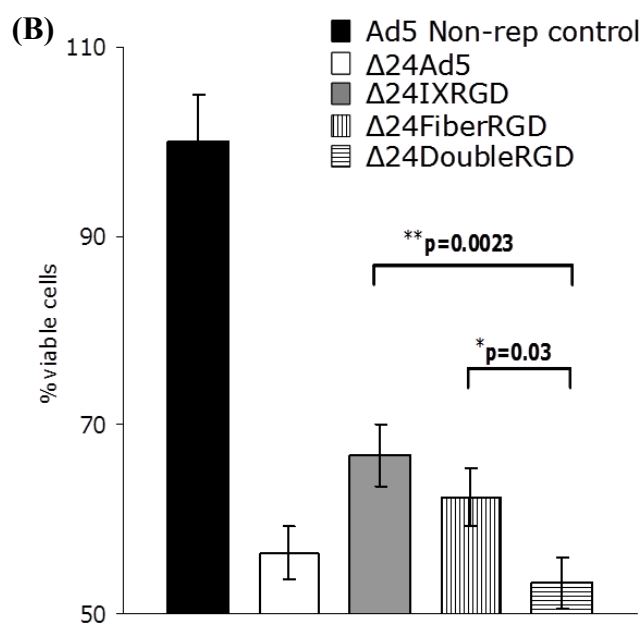 (B)
110
Ad5 Non-rep control
Δ24Ad5
Δ24IXRGD
Δ24FiberRGD
Δ24DoubleRGD
90
**p=0.0023
*p=0.03
70
50
%viable cells